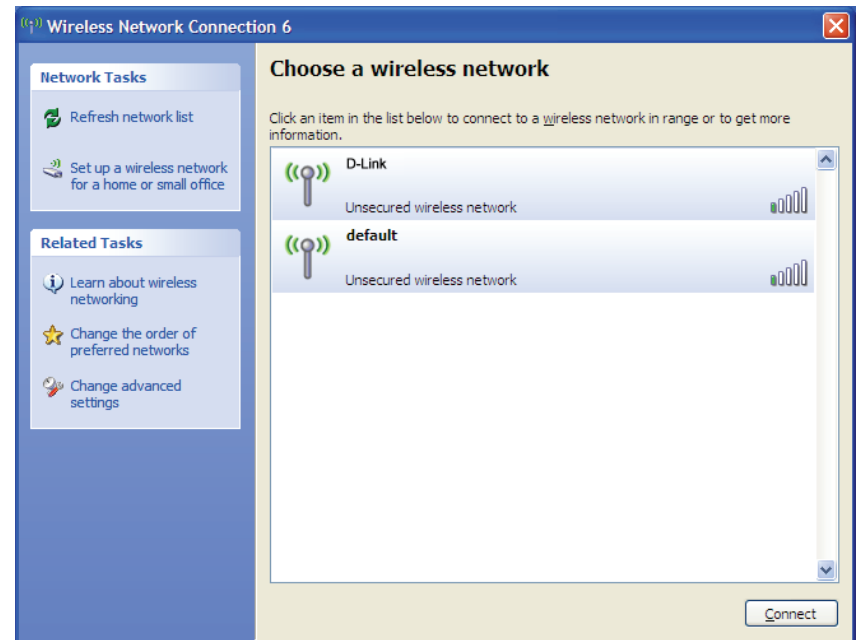 Wireless Network Connection 6
Network Tasks
Refresh network list
Set up a wireless network
for a home or small office
Related Tasks
Learn about wireless
networking
Change the order of
preferred networks
Change advanced
settings
Choose a wireless network
Click an item in the list below to connect to a wireless network in range or to get more
information.
D-Link
Unsecured wireless network
default
Unsecured wireless network
Connect